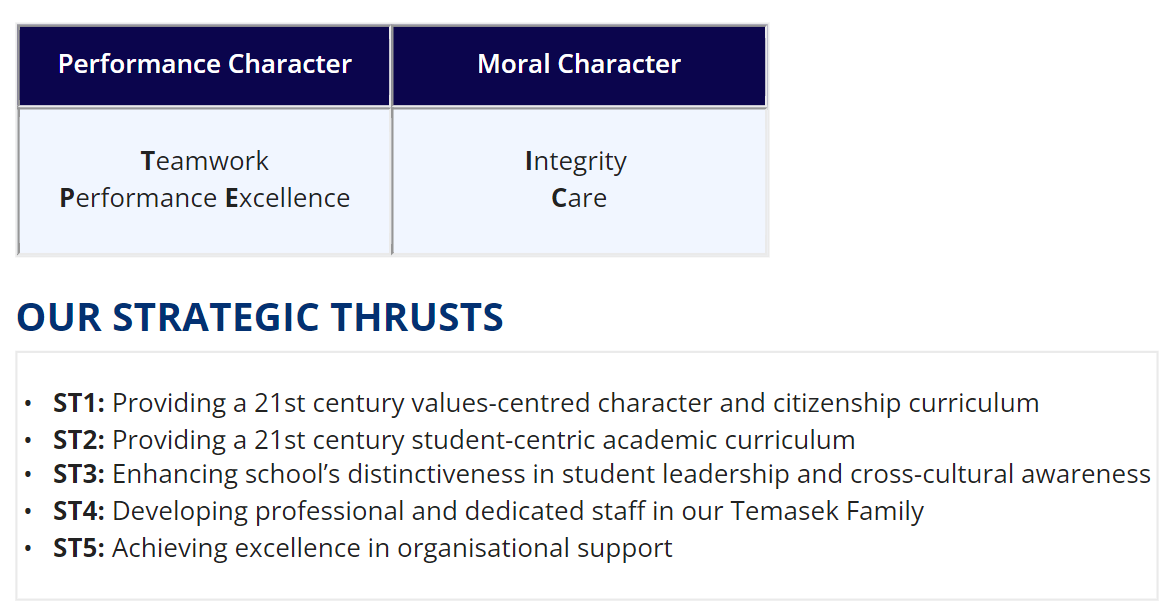 Performance Character
Moral Character
Teamwork
Performance Excellence
Integrity
Care
OUR STRATEGIC THRUSTS
• ST1: Providing a 21st century values-centred character and citizenship curriculum
• ST2: Providing a 21st century student-centric academic curriculum
• ST3: Enhancing school’s distinctiveness in student leadership and cross-cultural awareness
• ST4: Developing professional and dedicated staff in our Temasek Family
• ST5: Achieving excellence in organisational support